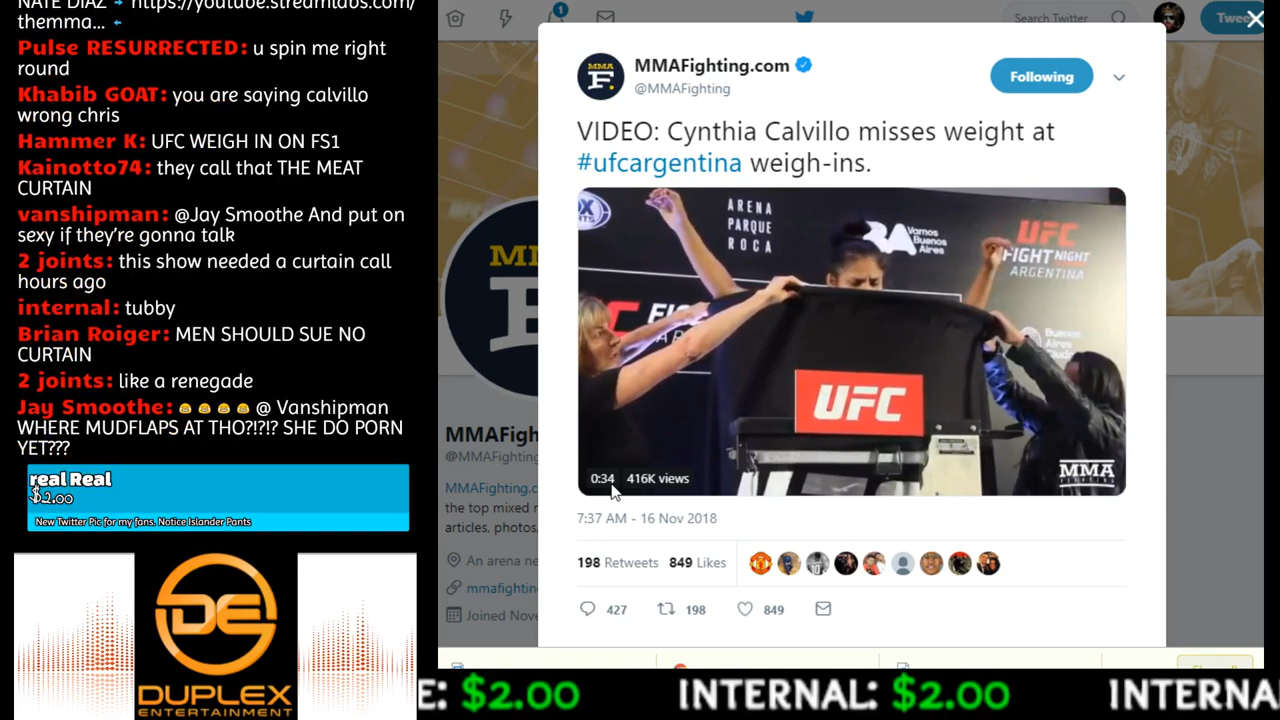 NATE DIAZ → https://youtube.streamlabs.com/
themma... ←
Pulse RESURRECTED: u spin me right
round
Khabib GOAT: you are saying calvillo
wrong chris
Hammer K: UFC WEIGH IN ON FS1
Kainotto74: they call that THE MEAT
CURTAIN
vanshipman: @Jay Smoothe And put on
sexy if they're gonna talk
2 joints: this show needed a curtain call
hours ago
internal: tubby
Brian Roiger: MEN SHOULD SUE NO
CURTAIN
2 joints: like a renegade
Jay Smoothe: @ Vanshipman
WHERE MUDFLAPS AT THO?!?!? SHE DO PORN
YET???
real Real
$2.00
New Twitter Pic for my fans. Notice Islander Pants
DE
DUPLEX
ENTERTAINMENT
1
Search Twitter
Twee
MMA
F.
MMAFighting.com
@MMAFighting
Following
VIDEO: Cynthia Calvillo misses weight at
#ufcargentina weigh-ins.
FOX
ARENA
PARQUE
ROCA
BA Vamos
Buenos
Aires
UFC
FIGHT NIGHT
ARGENTINA
Buenos
Aires
UFC
MMA
FIGHTING
0:34 416K views
7:37 AM - 16 Nov 2018
198 Retweets 849 Likes
427 198 849
MMAFigh
@MMAFighting
MMAFighting.c
the top mixed
articles, photos,
An arena ne
mmafightin
Joined Nove
E: $2.00 INTERNAL: $2.00 INTERNA